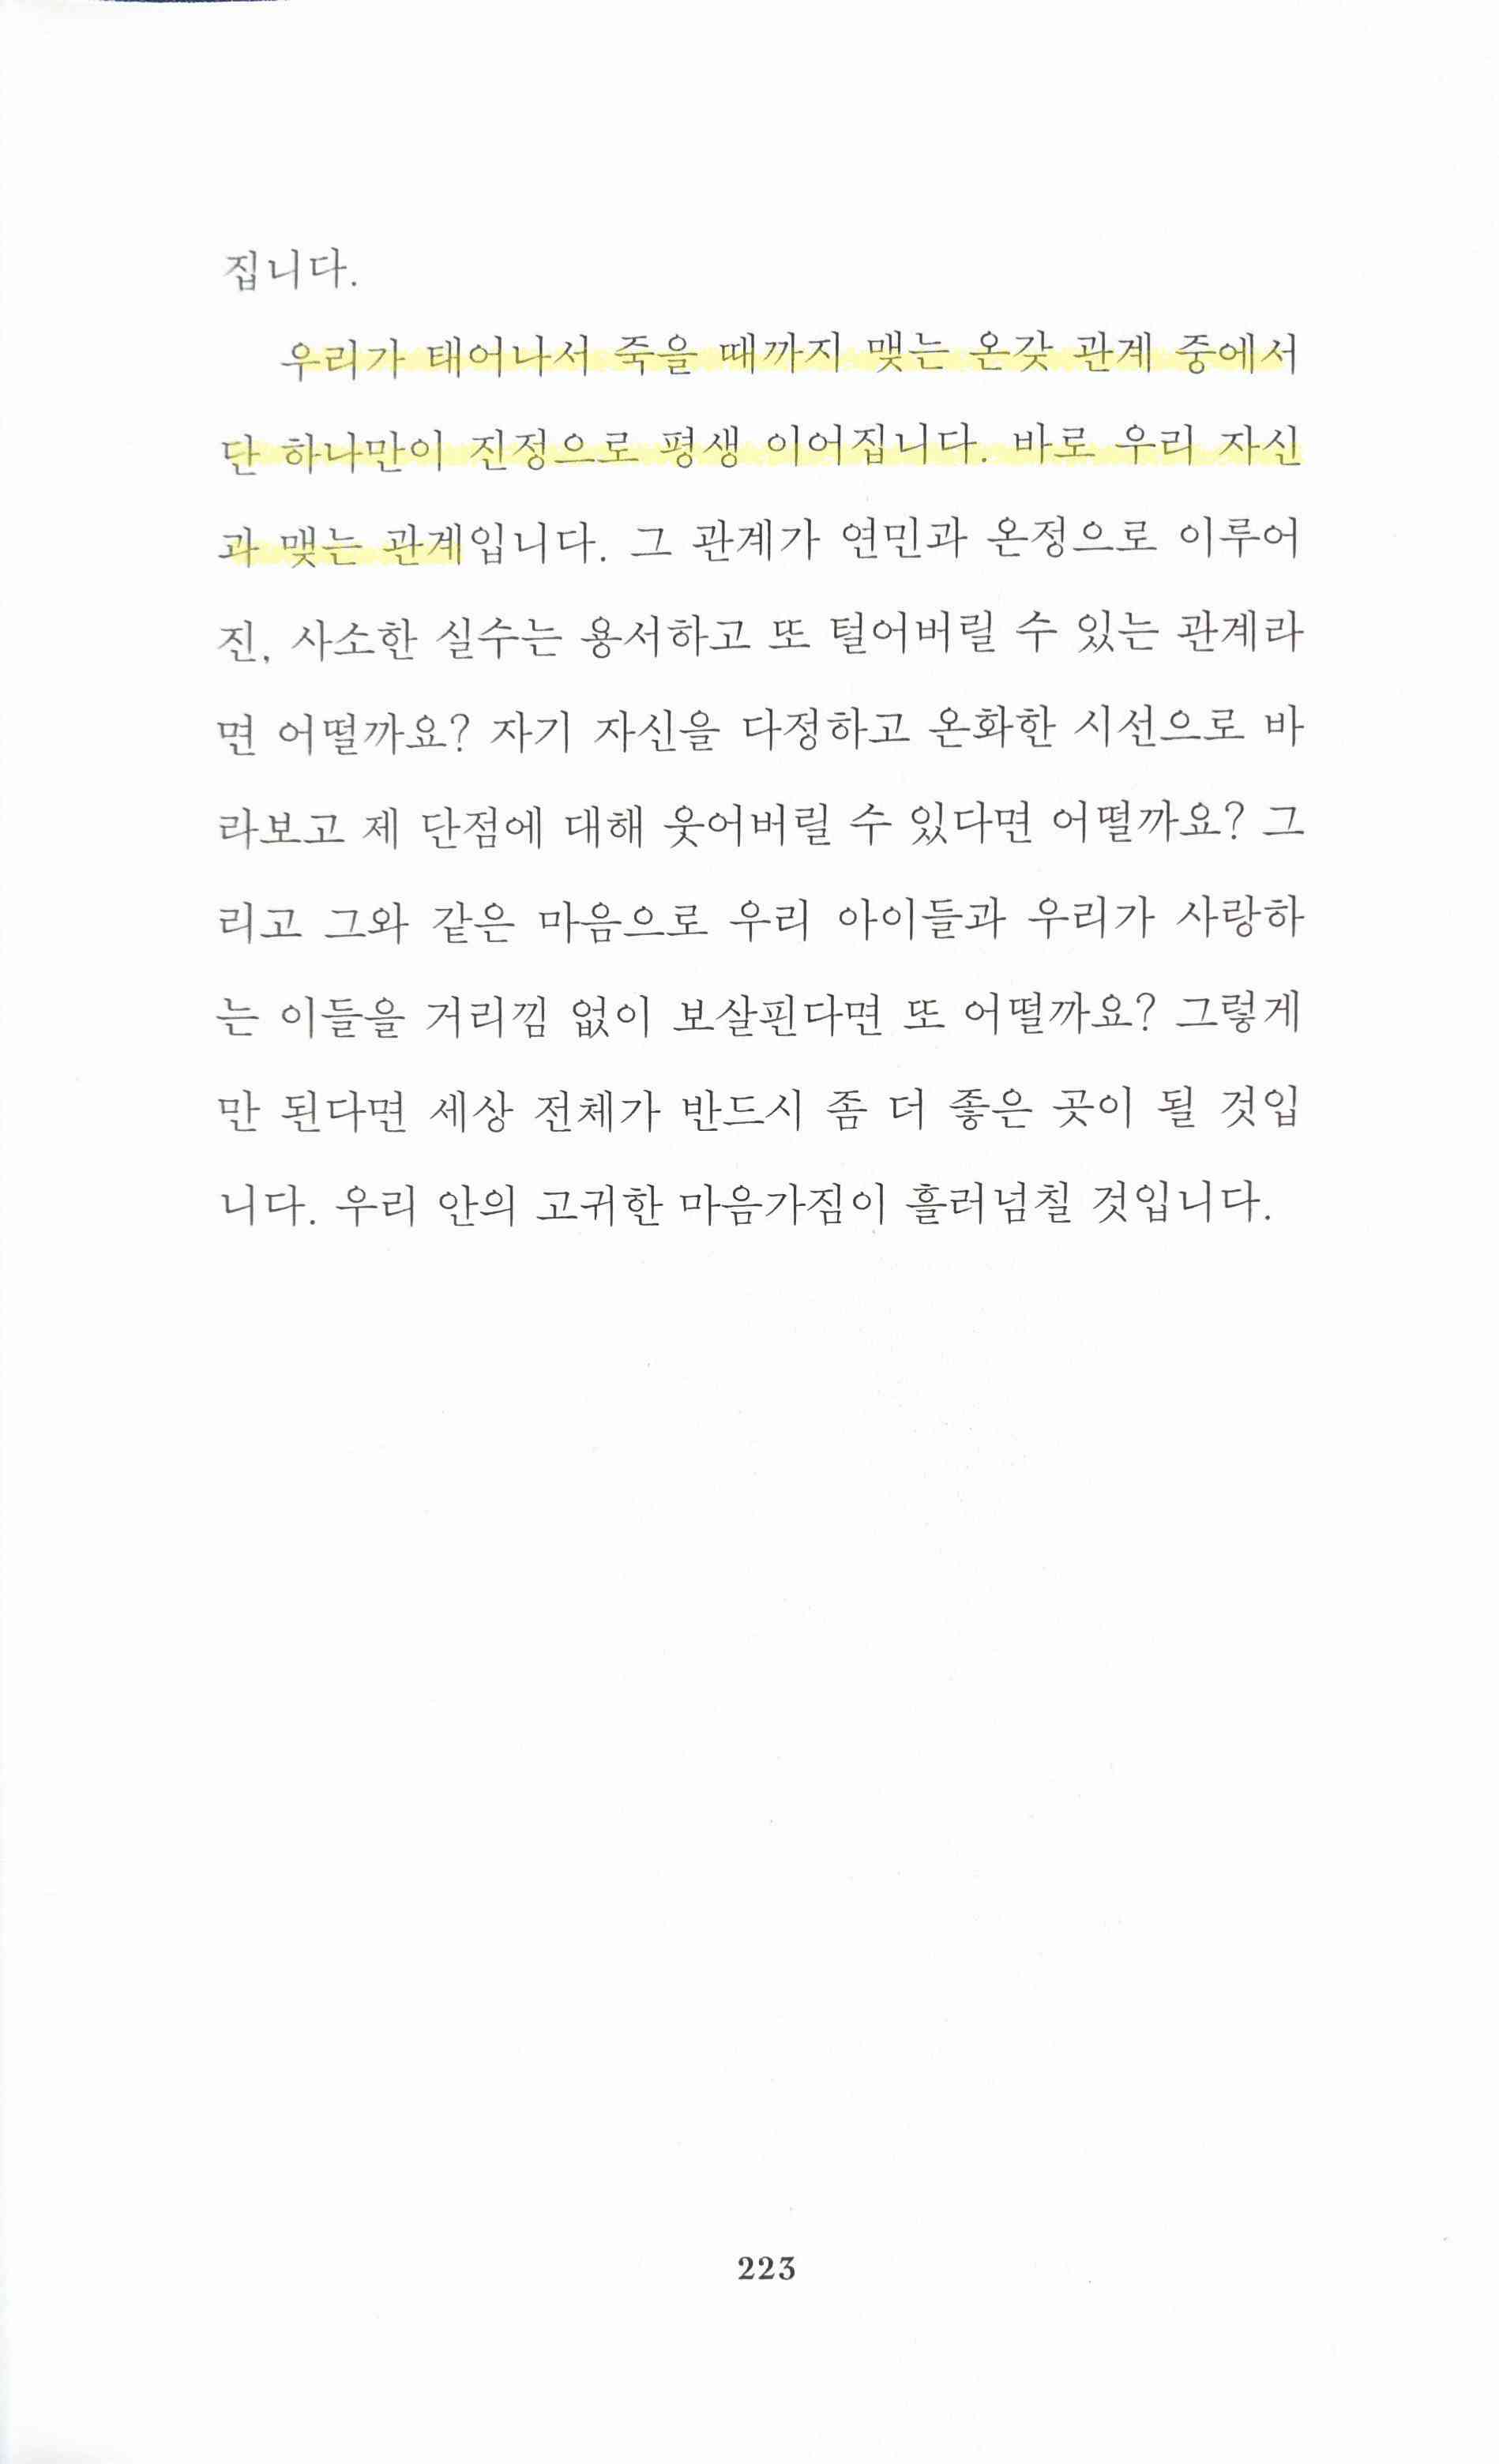 집니다.
우리가 태어나서 죽을 때까지 맺는 온갖 관계 중에서
단 하나만이 진정으로 평생 이어집니다. 바로 우리 자신
과 맺는 관계입니다. 그 관계가 연민과 온정으로 이루어
진, 사소한 실수는 용서하고 또 털어버릴 수 있는 관계라
면 어떨까요? 자기 자신을 다정하고 온화한 시선으로 바
라보고 제 단점에 대해 웃어버릴 수 있다면 어떨까요? 그
리고 그와 같은 마음으로 우리 아이들과 우리가 사랑하
는 이들을 거리낌 없이 보살핀다면 또 어떨까요? 그렇게
만 된다면 세상 전체가 반드시 좀 더 좋은 곳이 될 것입
니다. 우리 안의 고귀한 마음가짐이 흘러넘칠 것입니다.
223